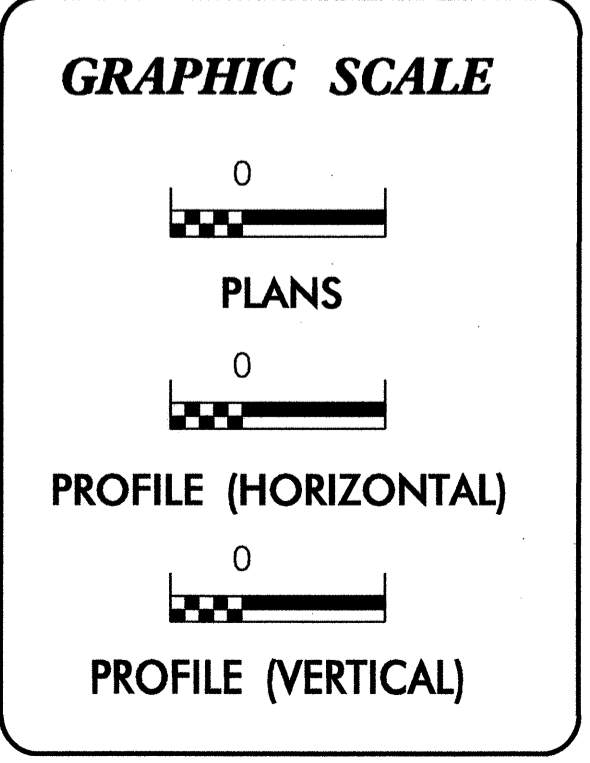 GRAPHIC SCALE
0
PLANS
0
PROFILE (HORIZONTAL)
0
PROFILE (VERTICAL)